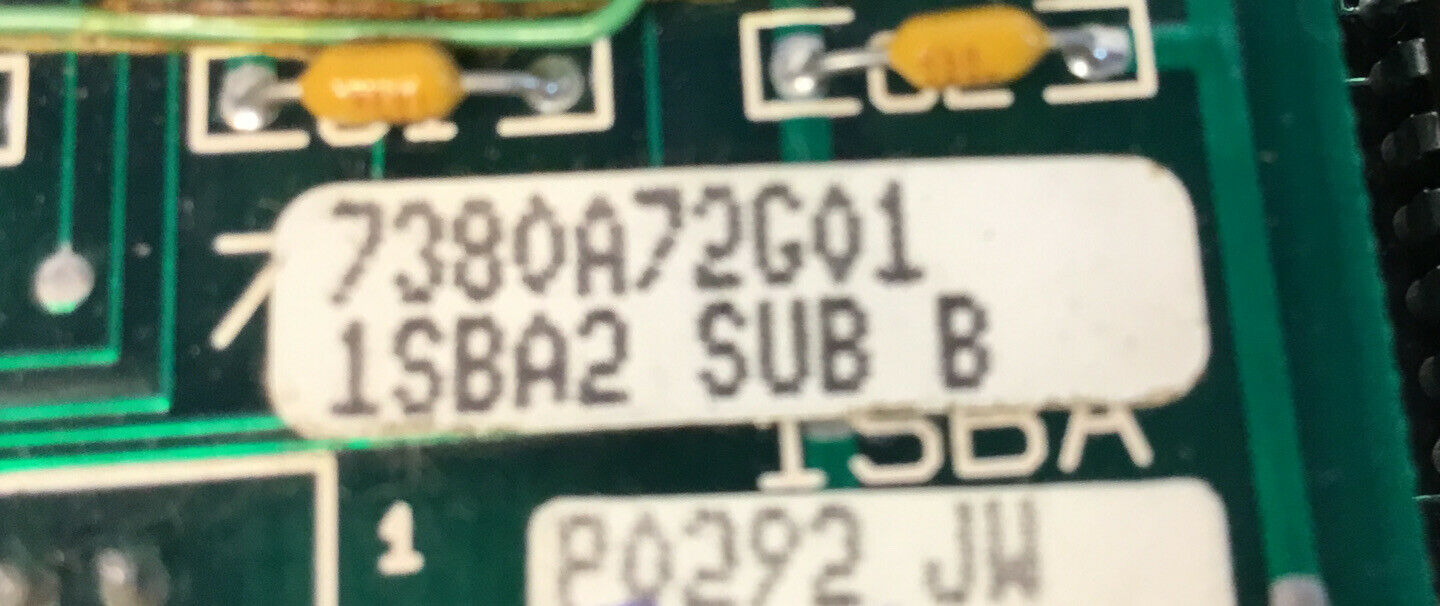 7380A72G01
1SBA2 SUB B
1SBA
1
P0292 JW